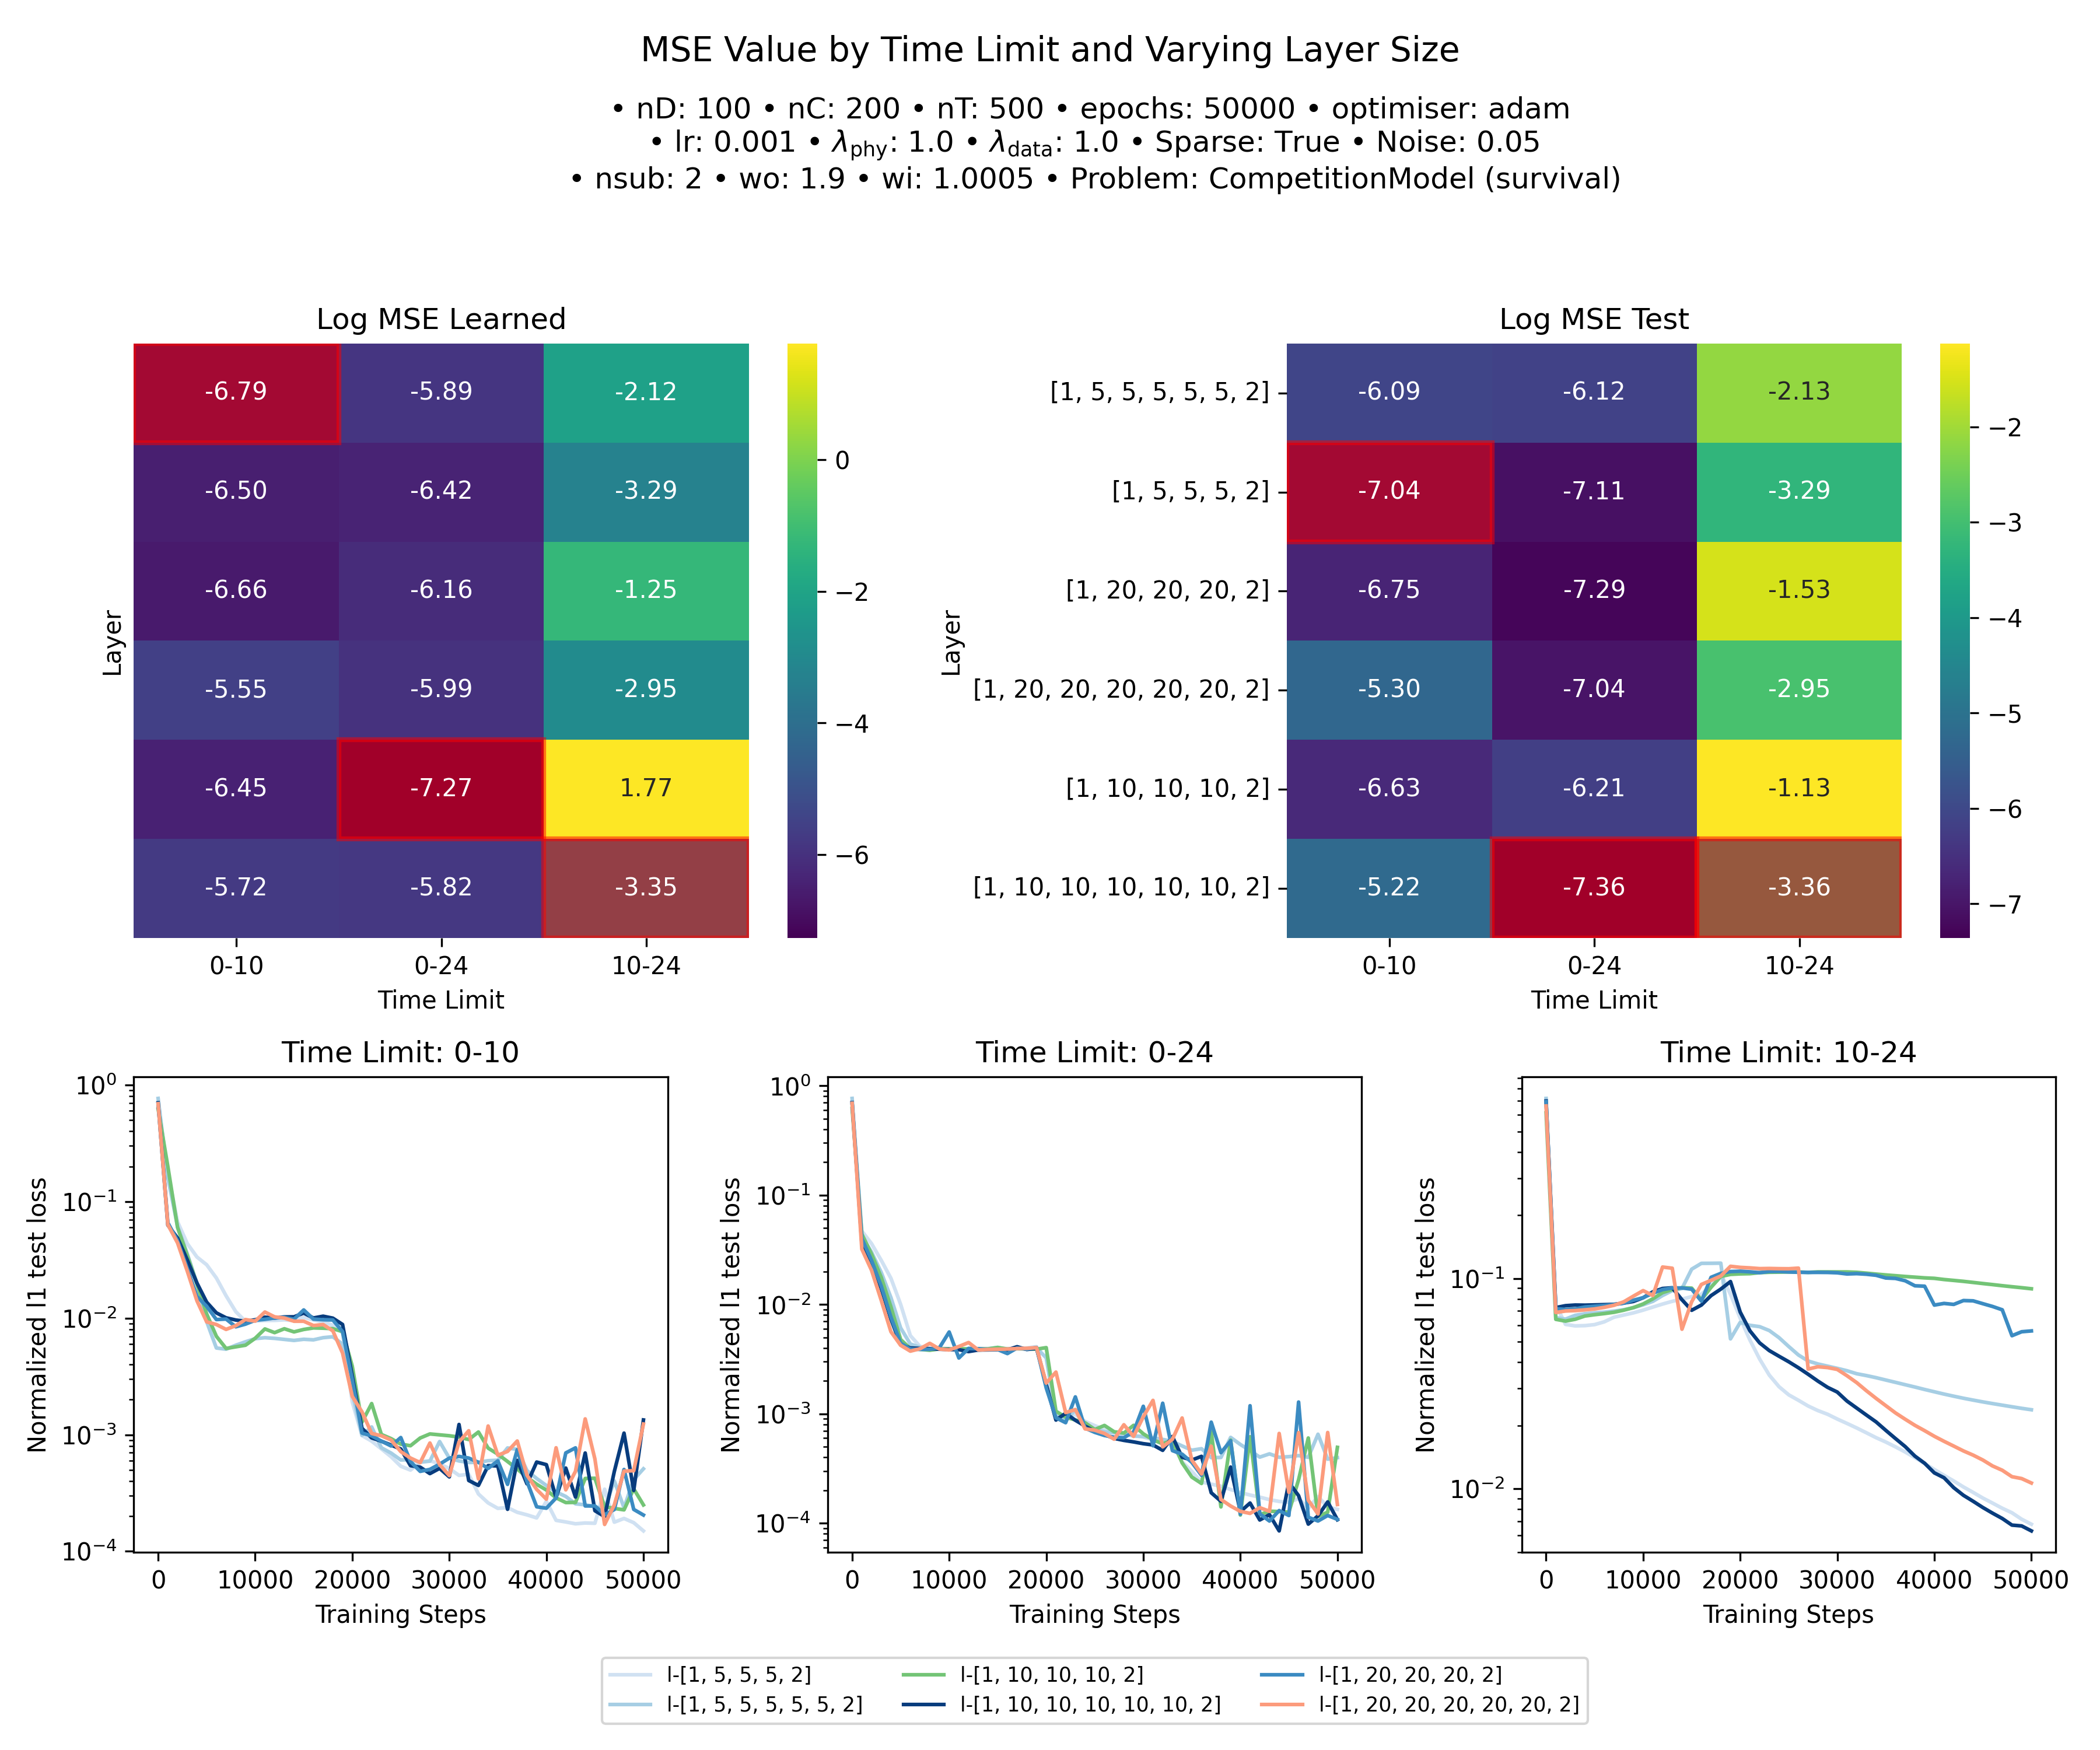 MSE Value by Time Limit and Varying Layer Size
• nD: 100 • nC: 200 • nT: 500 • epochs: 50000 • optimiser: adam
• lr: 0.001 • λphy: 1.0 • λdata: 1.0 • Sparse: True • Noise: 0.05
• nsub: 2 • wo: 1.9 • wi: 1.0005 • Problem: CompetitionModel (survival)
Log MSE Learned
Layer
-6.79 -5.89 -2.12
-6.50 -6.42 -3.29
-6.66 -6.16 -1.25
-5.55 -5.99 -2.95
-6.45 -7.27 1.77
-5.72 -5.82 -3.35
0-10 0-24 10-24
Time Limit
0
−2
−4
−6
Log MSE Test
Layer
[1, 5, 5, 5, 5, 5, 2] -6.09 -6.12 -2.13
[1, 5, 5, 5, 2] -7.04 -7.11 -3.29
[1, 20, 20, 20, 2] -6.75 -7.29 -1.53
[1, 20, 20, 20, 20, 20, 2] -5.30 -7.04 -2.95
[1, 10, 10, 10, 2] -6.63 -6.21 -1.13
[1, 10, 10, 10, 10, 10, 2] -5.22 -7.36 -3.36
0-10 0-24 10-24
Time Limit
−2
−3
−4
−5
−6
−7
Time Limit: 0-10
Normalized l1 test loss
10⁰
10⁻¹
10⁻²
10⁻³
10⁻⁴
0 10000 20000 30000 40000 50000
Training Steps
Time Limit: 0-24
Normalized l1 test loss
10⁰
10⁻¹
10⁻²
10⁻³
10⁻⁴
0 10000 20000 30000 40000 50000
Training Steps
Time Limit: 10-24
Normalized l1 test loss
10⁻¹
10⁻²
0 10000 20000 30000 40000 50000
Training Steps
l-[1, 5, 5, 5, 2] l-[1, 10, 10, 10, 2] l-[1, 20, 20, 20, 2]
l-[1, 5, 5, 5, 5, 5, 2] l-[1, 10, 10, 10, 10, 10, 2] l-[1, 20, 20, 20, 20, 20, 2]